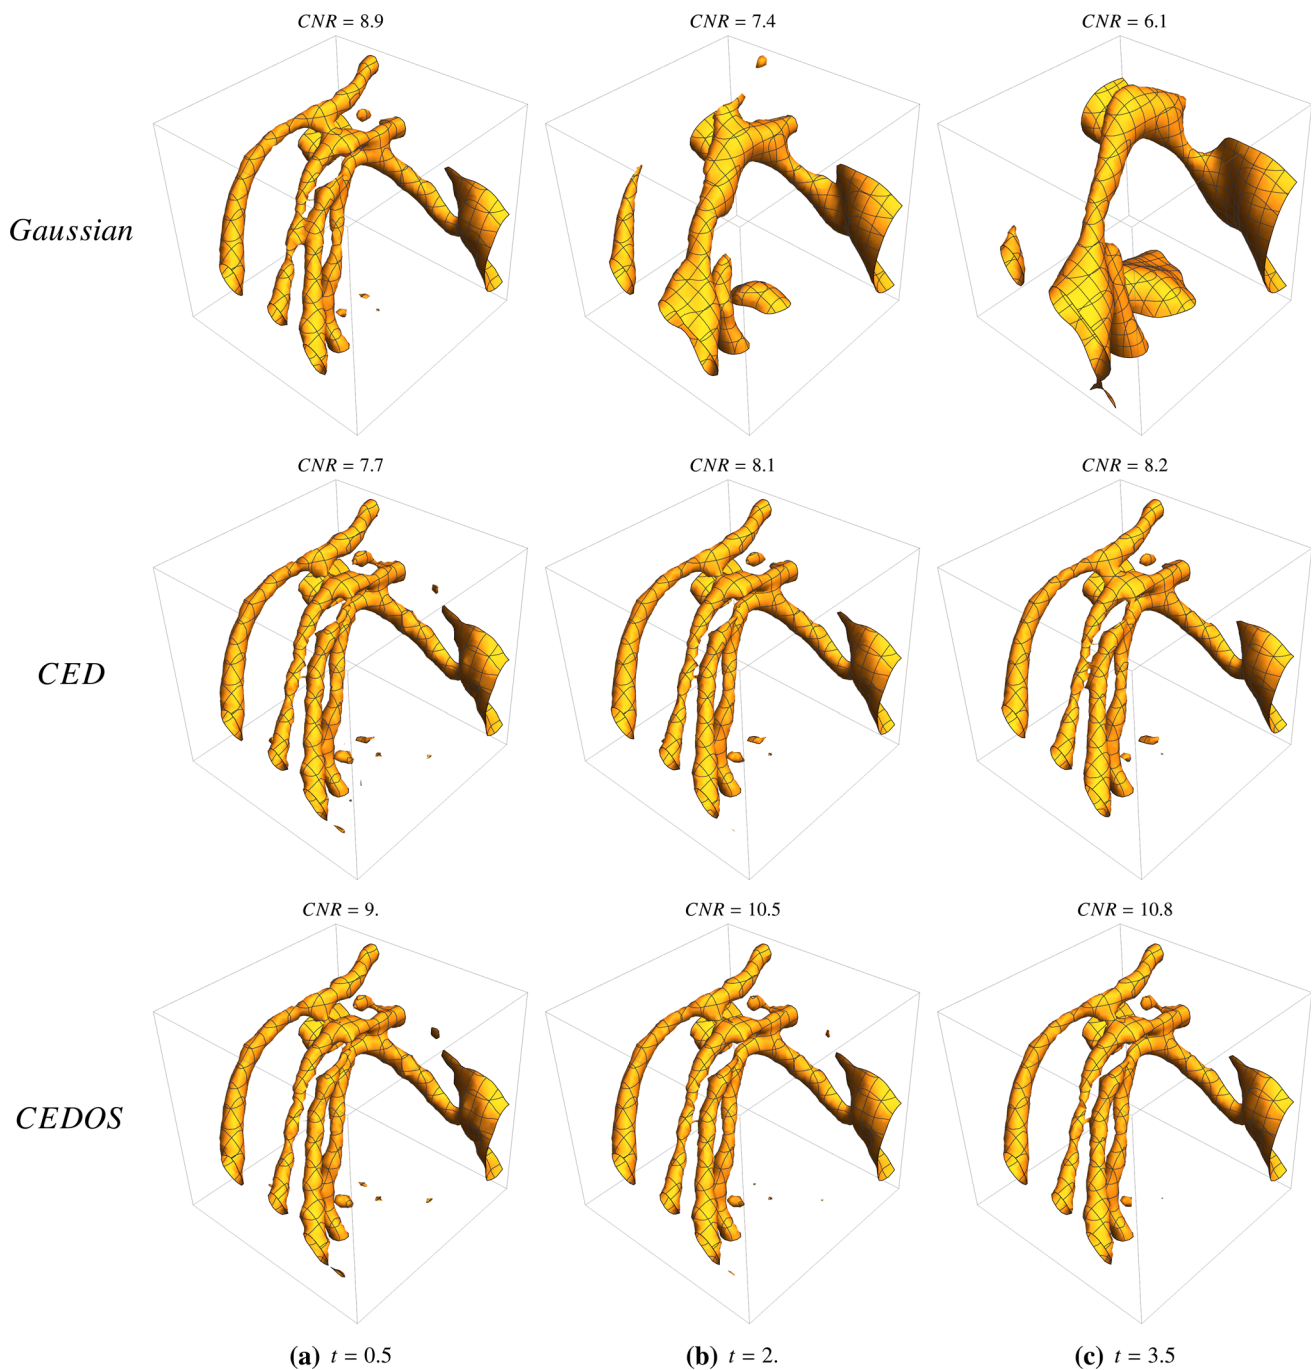 CNR = 8.9
CNR = 7.4
CNR = 6.1
Gaussian
CNR = 7.7
CNR = 8.1
CNR = 8.2
CED
CNR = 9.
CNR = 10.5
CNR = 10.8
CEDOS
(a) t = 0.5
(b) t = 2.
(c) t = 3.5